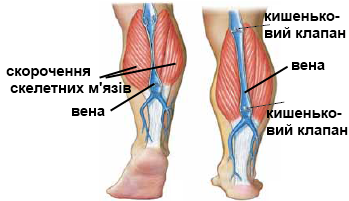 скорочення
скелетних м'язів
вена
кишенько-
вий клапан
вена
кишенько-
вий клапан